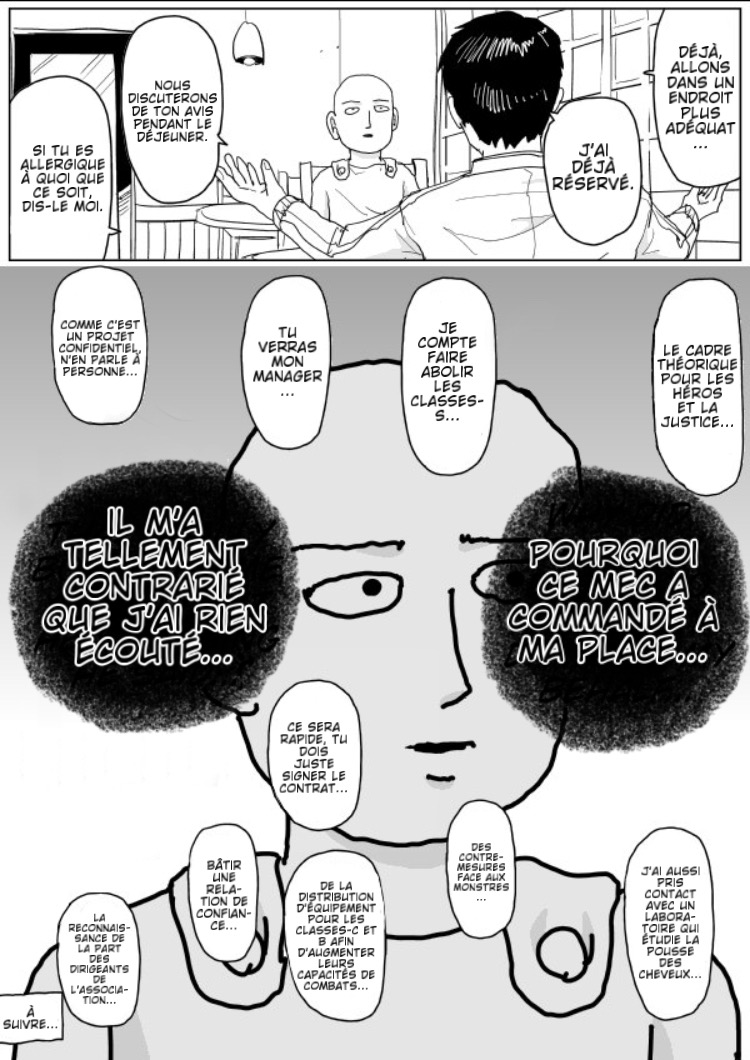 DÉJÀ,
ALLONS
DANS UN
ENDROIT
PLUS
ADÉQUAT
...
J'AI
DÉJÀ
RÉSERVÉ.
NOUS
DISCUTERONS
DE TON AVIS
PENDANT LE
DÉJEUNER.
SI TU ES
ALLERGIQUE
À QUOI QUE
CE SOIT,
DIS-LE MOI.
LE CADRE
THÉORIQUE
POUR LES
HÉROS
ET LA
JUSTICE...
JE
COMPTE
FAIRE
ABOLIR
LES
CLASSES-
S...
TU
VERRAS
MON
MANAGER
...
COMME C'EST
UN PROJET
CONFIDENTIEL,
N'EN PARLE À
PERSONNE...
POURQUOI
CE MEC A
COMMANDÉ À
MA PLACE...
IL M'A
TELLEMENT
CONTRARIÉ
QUE J'AI RIEN
ÉCOUTÉ...
CE SERA
RAPIDE, TU
DOIS
JUSTE
SIGNER LE
CONTRAT...
J'AI AUSSI
PRIS
CONTACT
AVEC UN
LABORA-
TOIRE QUI
ÉTUDIE LA
POUSSE
DES
CHEVEUX...
DES
CONTRE-
MESURES
FACE AUX
MONSTRES
...
DE LA
DISTRIBUTION
D'ÉQUIPEMENT
POUR LES
CLASSES-C ET
B AFIN
D'AUGMENTER
LEURS
CAPACITÉS DE
COMBATS...
BÂTIR
UNE
RELA-
TION DE
CONFIAN-
CE...
LA
RECONNAIS-
SANCE DE
LA PART
DES
DIRIGEANTS
DE
L'ASSOCIA-
TION...
À
SUIVRE...